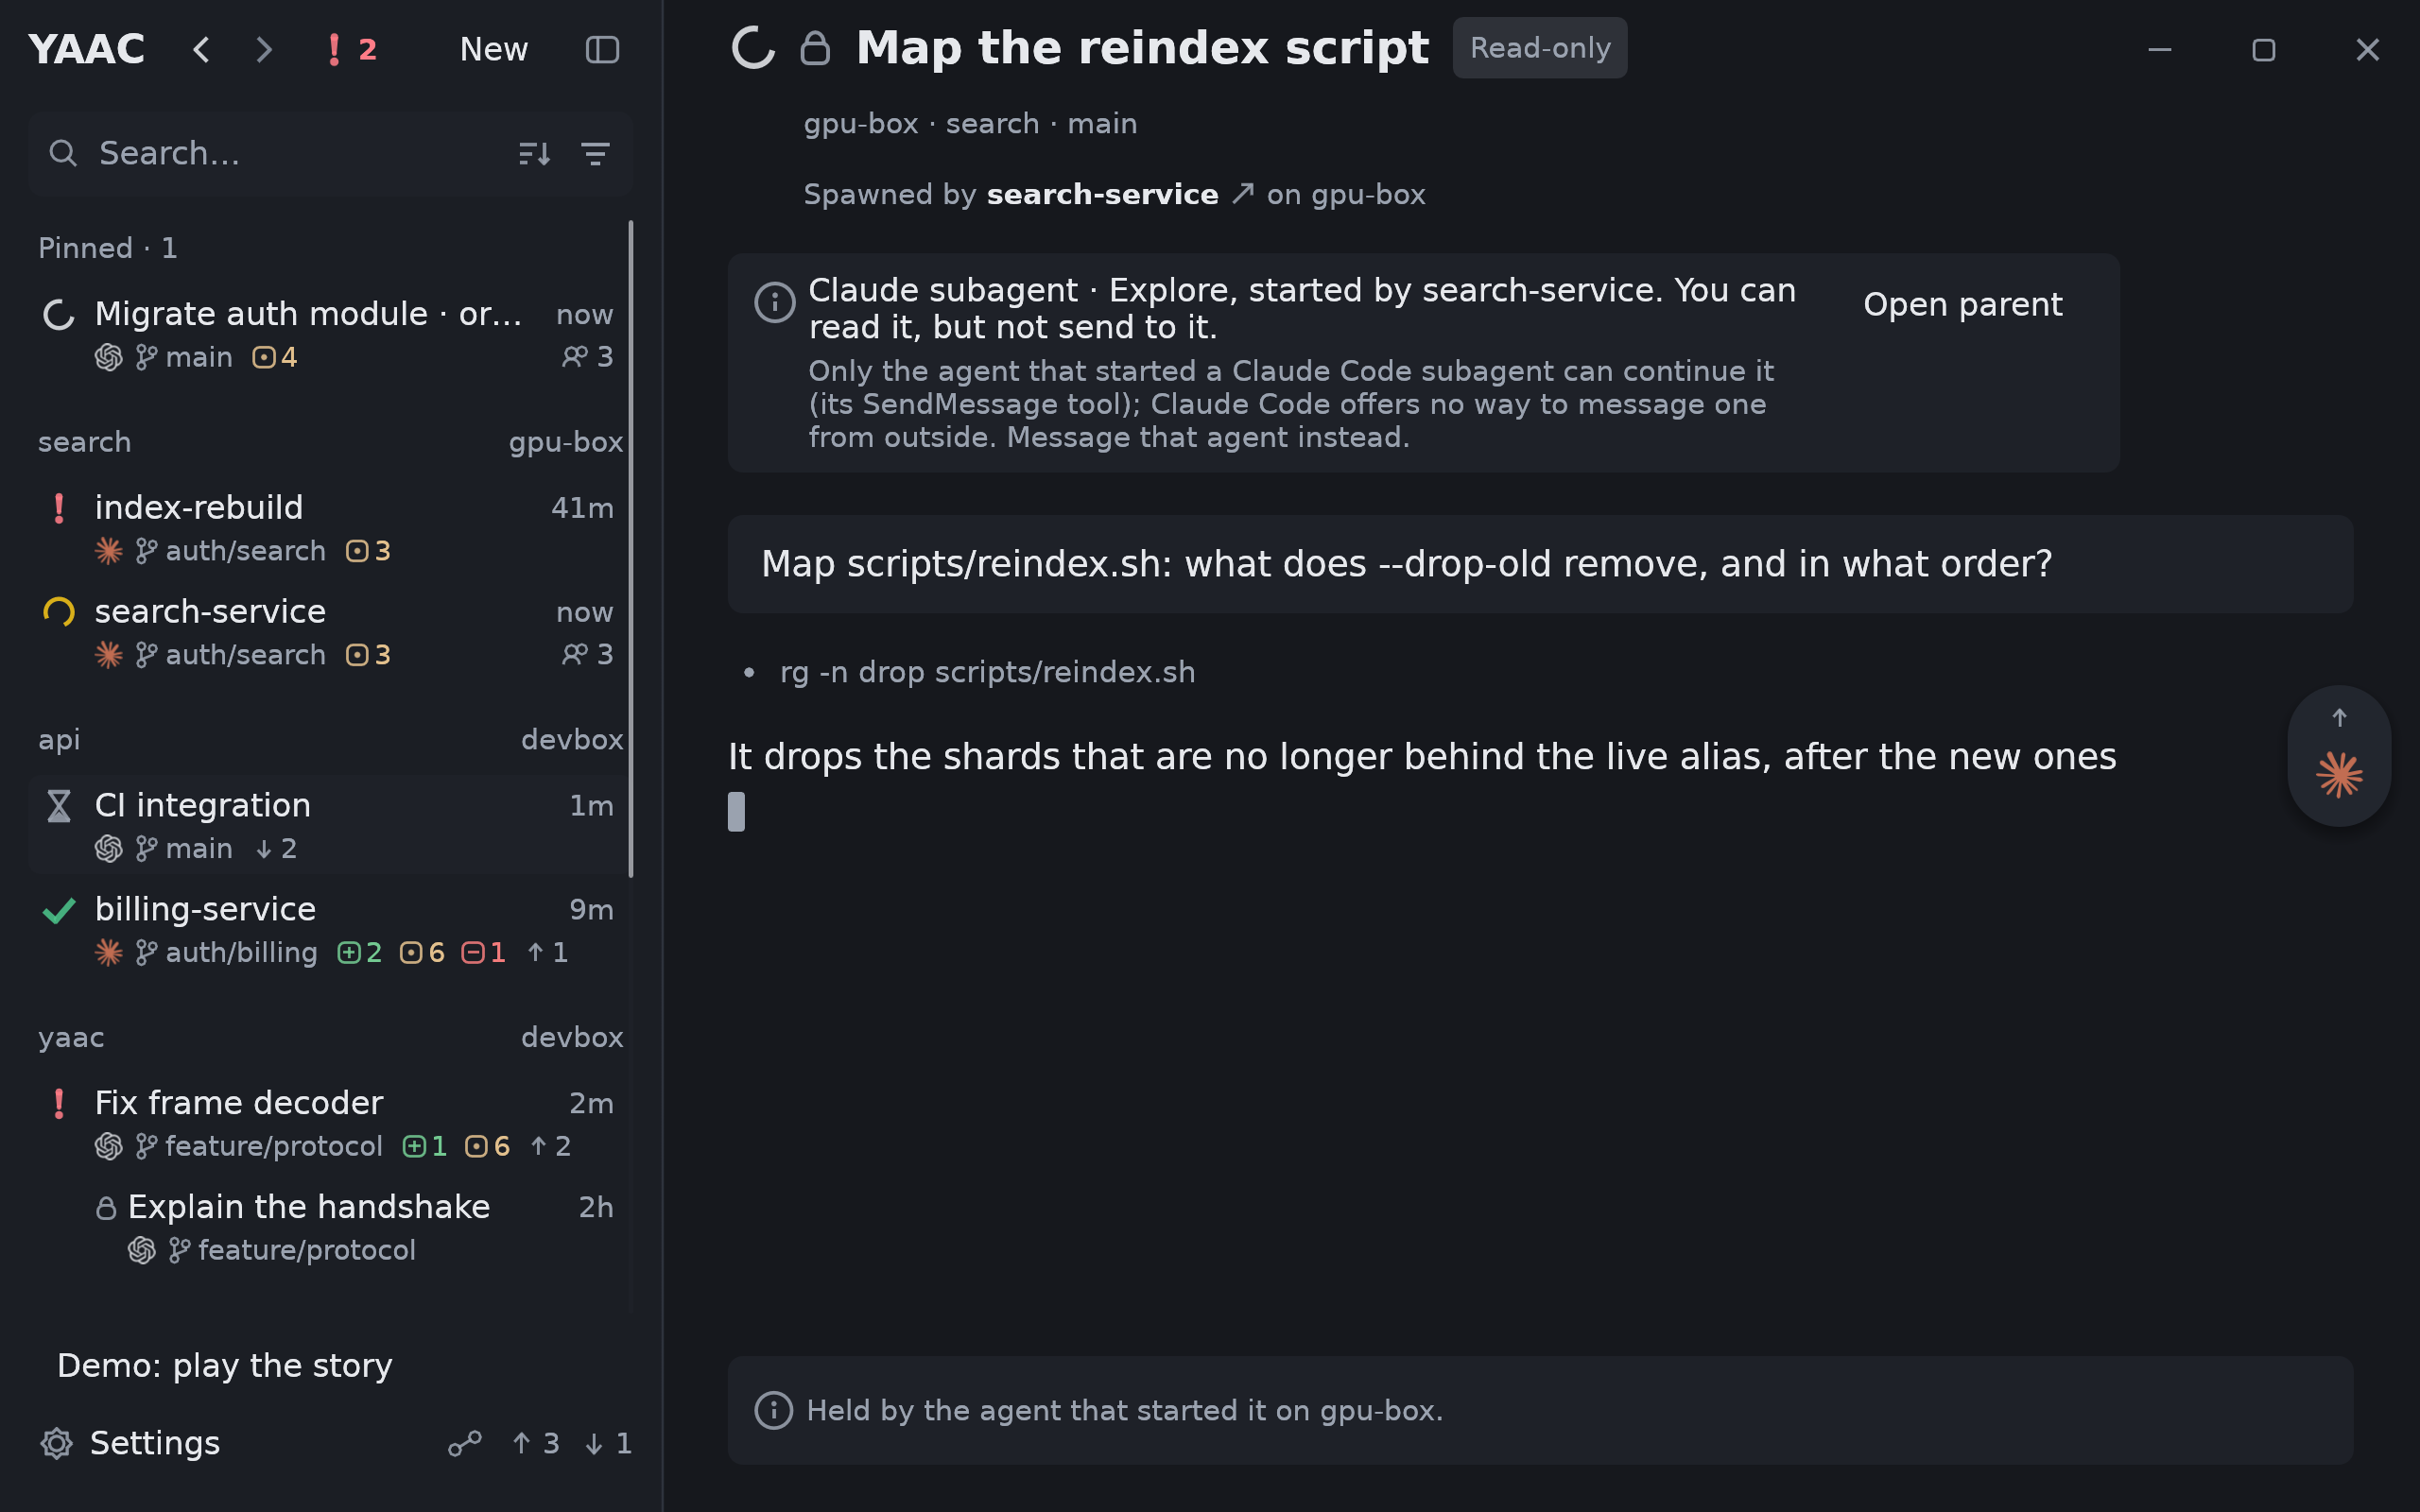 YAAC 2 New
Search...
Pinned · 1
Migrate auth module · or... now
main 4 3
search gpu-box
index-rebuild 41m
auth/search 3
search-service now
auth/search 3 3
api devbox
CI integration 1m
main ↓ 2
billing-service 9m
auth/billing 2 6 1 ↑ 1
yaac devbox
Fix frame decoder 2m
feature/protocol 1 6 ↑ 2
Explain the handshake 2h
feature/protocol
Demo: play the story
Settings ↑ 3 ↓ 1
Map the reindex script Read-only
gpu-box · search · main
Spawned by search-service ↗ on gpu-box
Claude subagent · Explore, started by search-service. You can
read it, but not send to it.
Open parent
Only the agent that started a Claude Code subagent can continue it
(its SendMessage tool); Claude Code offers no way to message one
from outside. Message that agent instead.
Map scripts/reindex.sh: what does --drop-old remove, and in what order?
• rg -n drop scripts/reindex.sh
It drops the shards that are no longer behind the live alias, after the new ones
Held by the agent that started it on gpu-box.